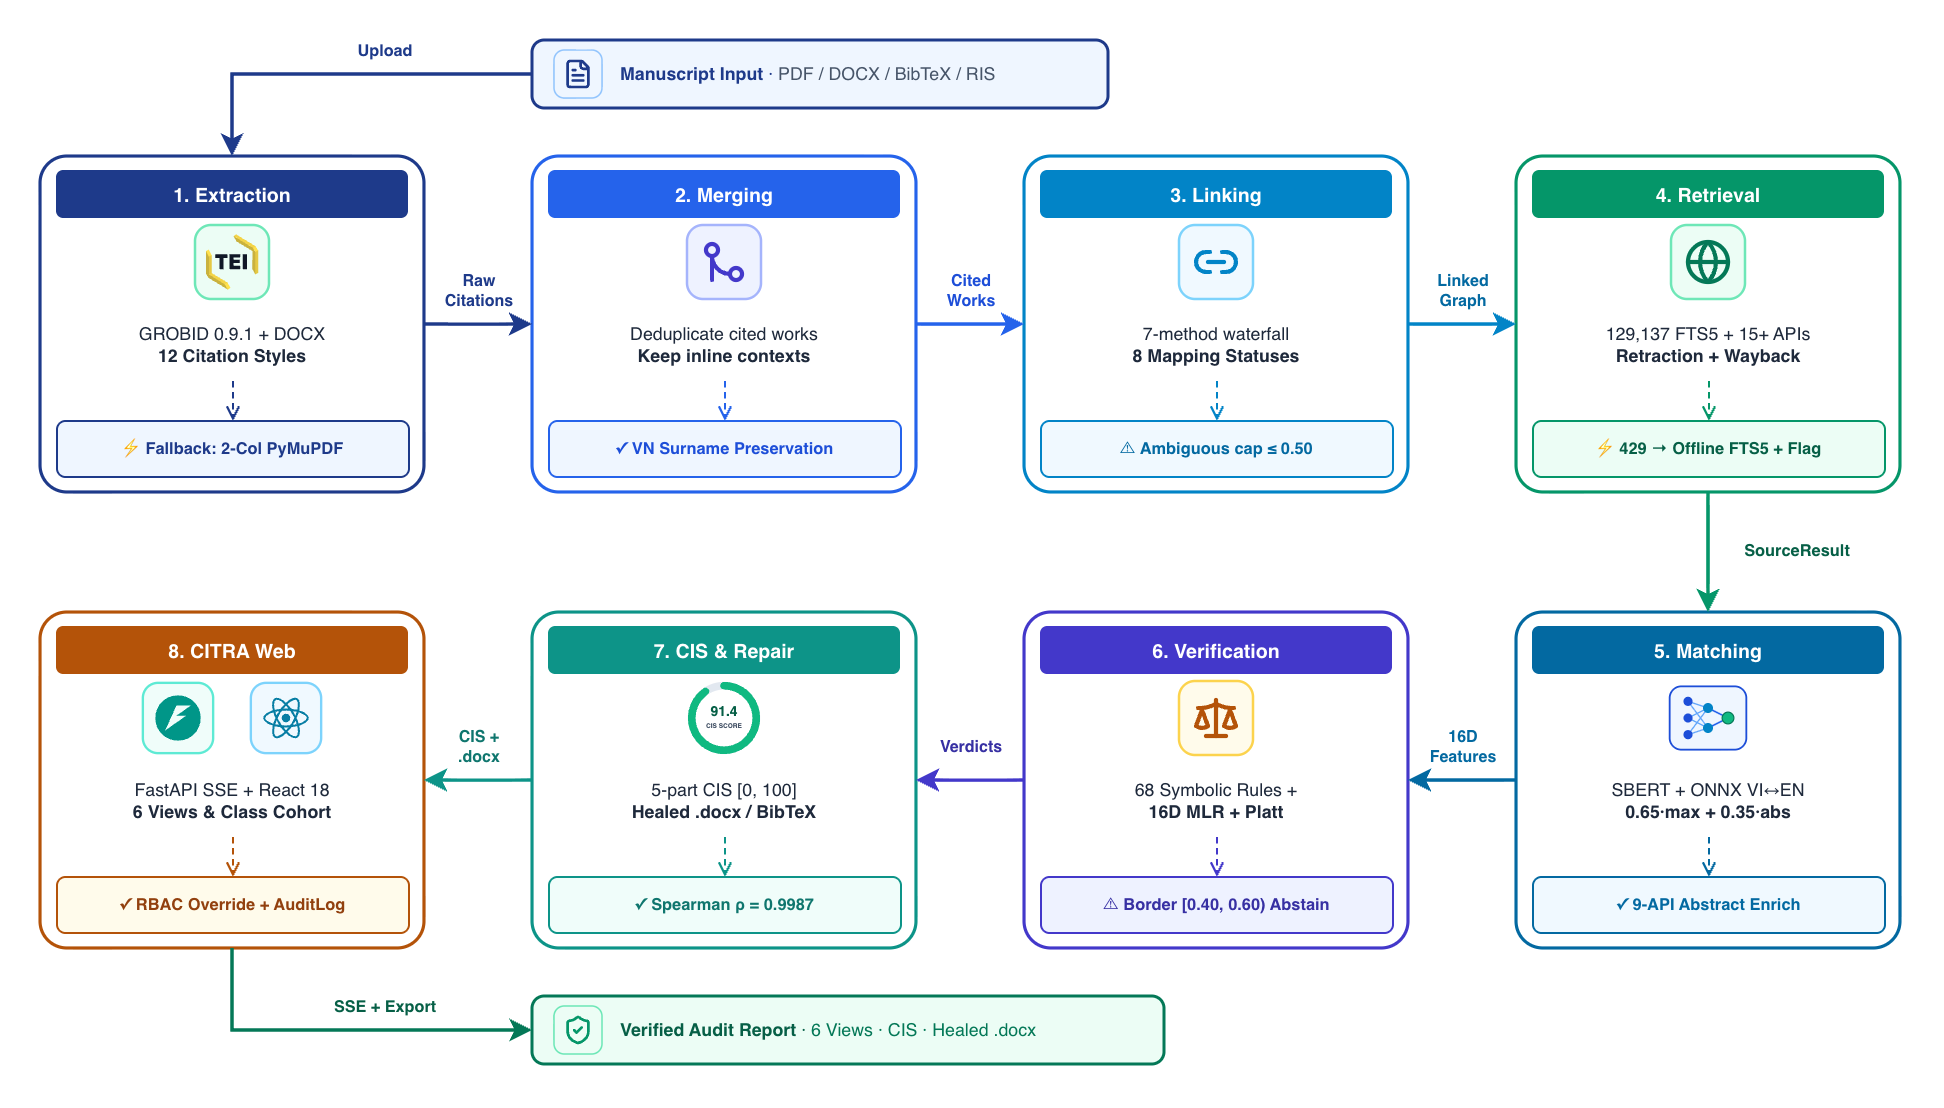 Upload
Manuscript Input · PDF / DOCX / BibTeX / RIS
1. Extraction
TEI
GROBID 0.9.1 + DOCX
12 Citation Styles
⚡ Fallback: 2-Col PyMuPDF
Raw
Citations
2. Merging
Deduplicate cited works
Keep inline contexts
✓ VN Surname Preservation
Cited
Works
3. Linking
7-method waterfall
8 Mapping Statuses
⚠ Ambiguous cap ≤ 0.50
Linked
Graph
4. Retrieval
129,137 FTS5 + 15+ APIs
Retraction + Wayback
⚡ 429 → Offline FTS5 + Flag
SourceResult
5. Matching
SBERT + ONNX VI↔EN
0.65·max + 0.35·abs
✓ 9-API Abstract Enrich
16D
Features
6. Verification
68 Symbolic Rules +
16D MLR + Platt
⚠ Border [0.40, 0.60) Abstain
Verdicts
7. CIS & Repair
91.4
CIS SCORE
5-part CIS [0, 100]
Healed .docx / BibTeX
✓ Spearman ρ = 0.9987
CIS +
.docx
8. CITRA Web
FastAPI SSE + React 18
6 Views & Class Cohort
✓ RBAC Override + AuditLog
SSE + Export
Verified Audit Report · 6 Views · CIS · Healed .docx